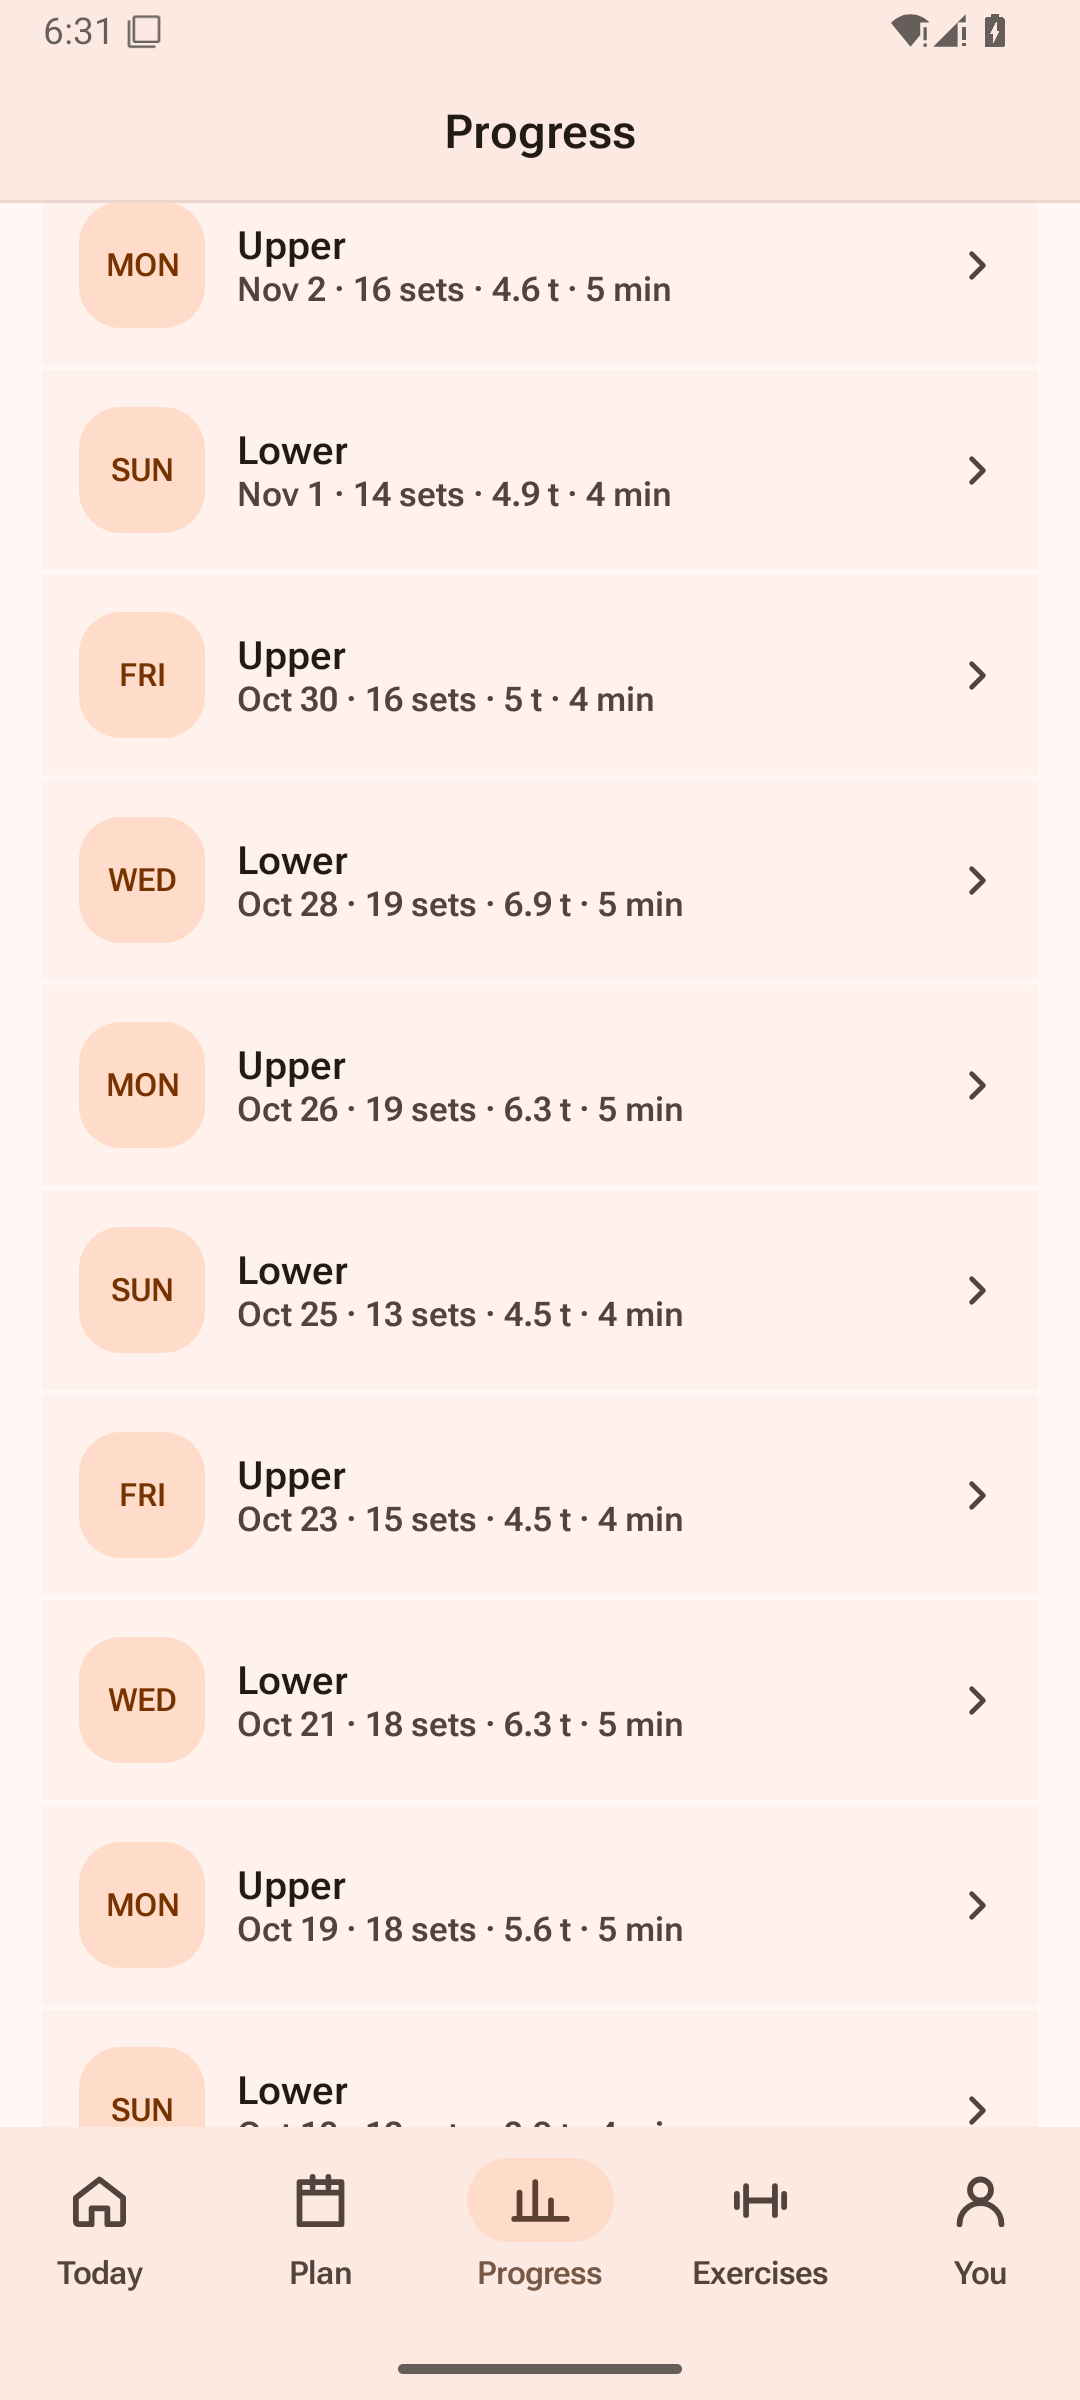 6:31
Progress
MON
Upper
Nov 2 · 16 sets · 4.6 t · 5 min
SUN
Lower
Nov 1 · 14 sets · 4.9 t · 4 min
FRI
Upper
Oct 30 · 16 sets · 5 t · 4 min
WED
Lower
Oct 28 · 19 sets · 6.9 t · 5 min
MON
Upper
Oct 26 · 19 sets · 6.3 t · 5 min
SUN
Lower
Oct 25 · 13 sets · 4.5 t · 4 min
FRI
Upper
Oct 23 · 15 sets · 4.5 t · 4 min
WED
Lower
Oct 21 · 18 sets · 6.3 t · 5 min
MON
Upper
Oct 19 · 18 sets · 5.6 t · 5 min
SUN
Lower
Today
Plan
Progress
Exercises
You